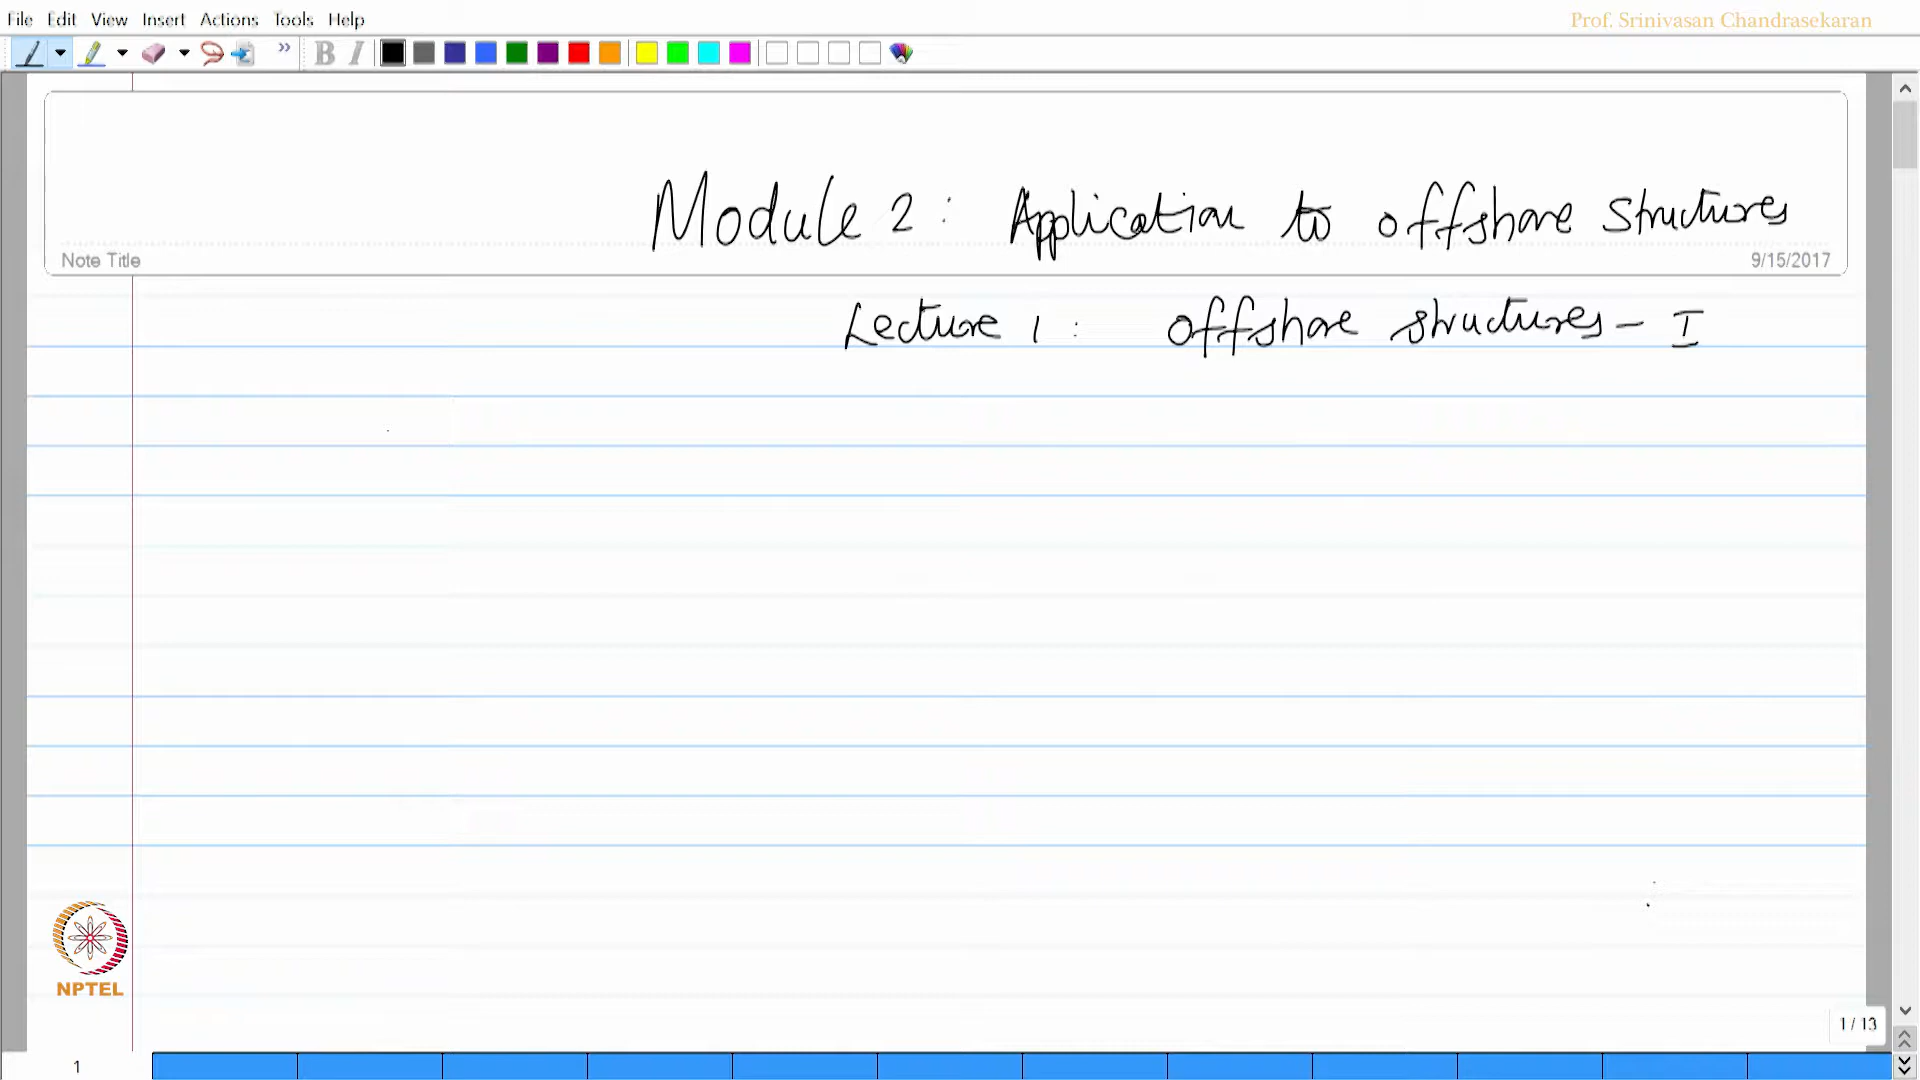 File Edit View Insert Actions Tools Help
Prof. Srinivasan Chandrasekaran
B I
Module 2: Application to offshore structures
Note Title
9/15/2017
Lecture 1: offshore structures - I
NPTEL
1 / 13
1